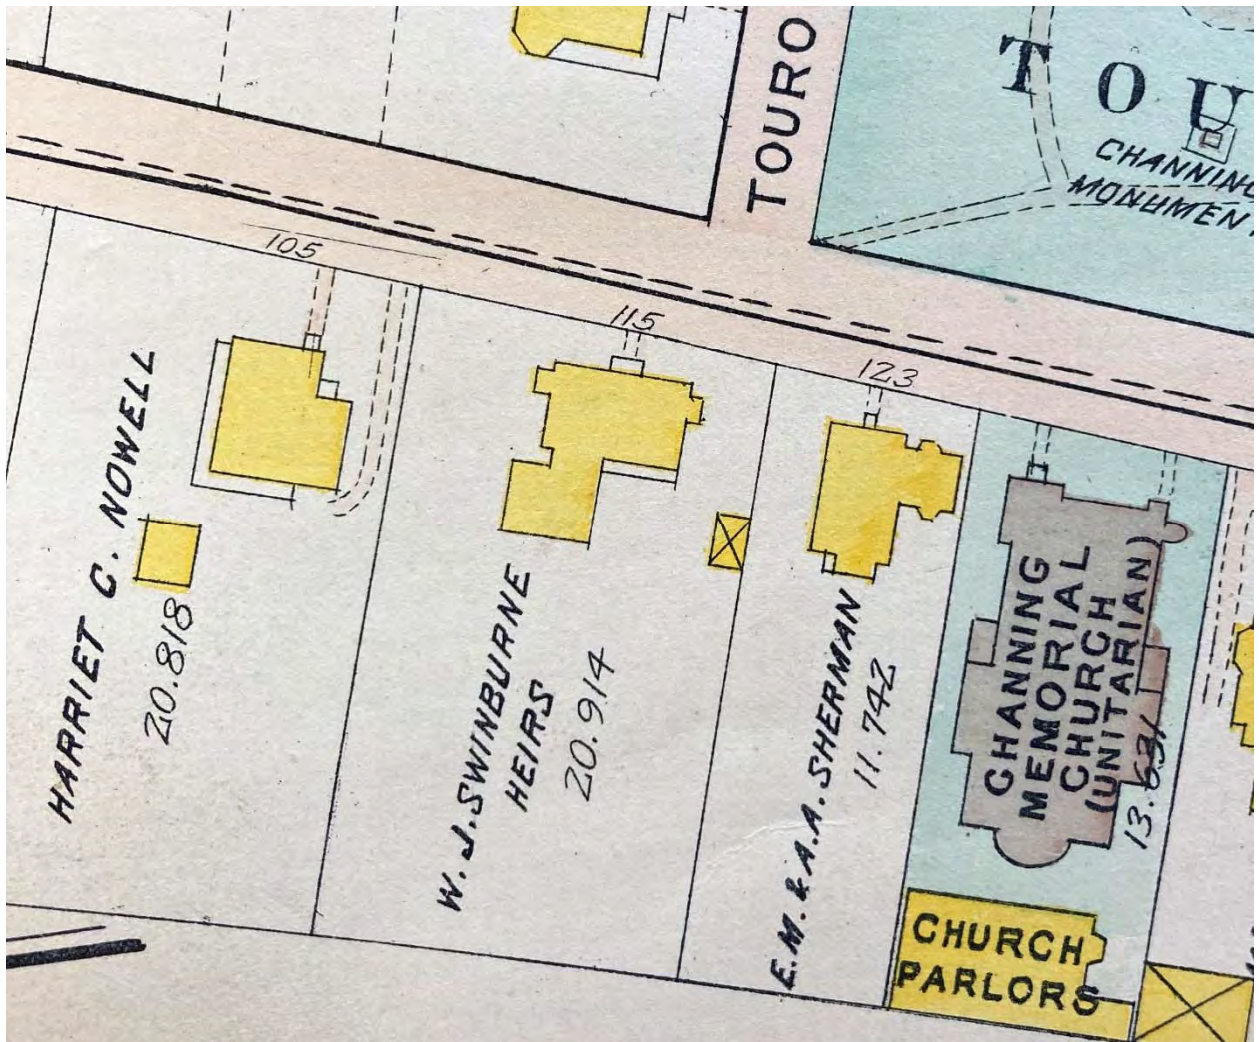 TOURO
T O U
CHANNING
MONUMENT
105
115
123
HARRIET C. NOWELL
20.818
W. J. SWINBURNE
HEIRS
20.914
E. M. & A. A. SHERMAN
11.742
CHANNING
MEMORIAL
CHURCH
(UNITARIAN)
13.631
CHURCH
PARLORS